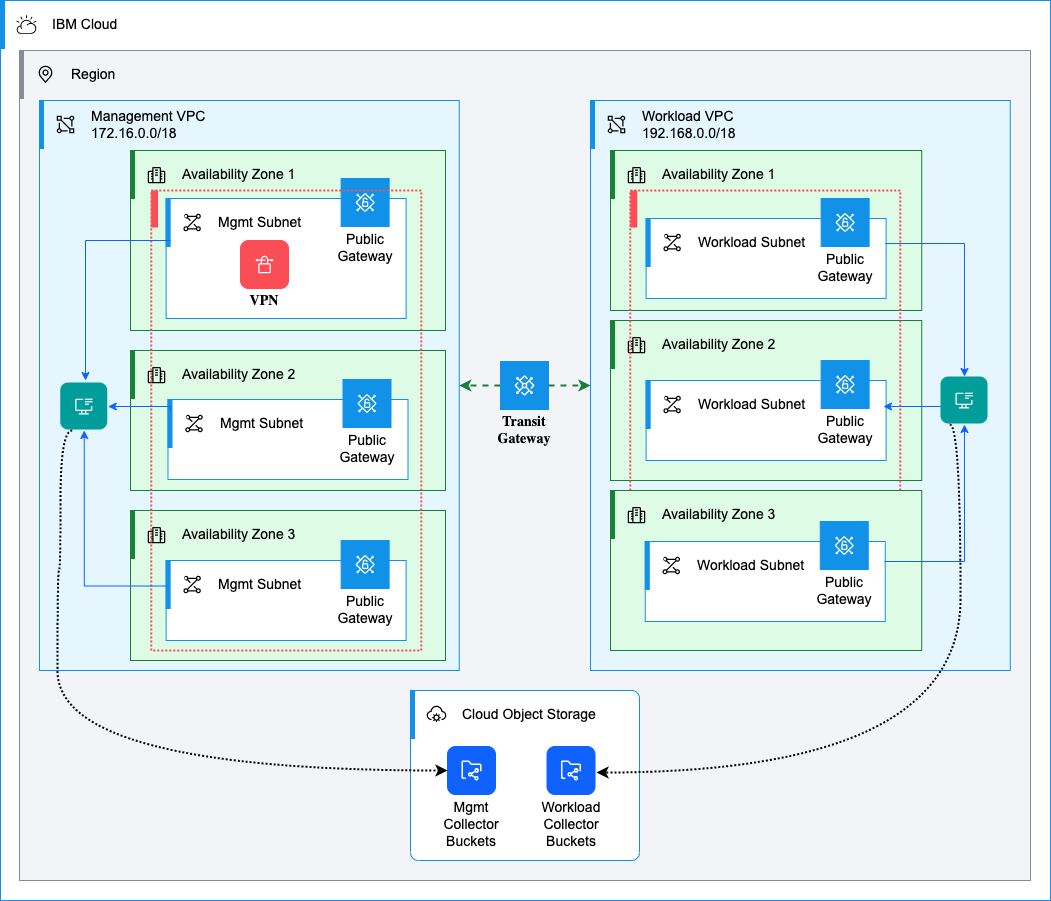 IBM Cloud
Region
Management VPC
172.16.0.0/18
Availability Zone 1
Mgmt Subnet
Public
Gateway
VPN
Availability Zone 2
Mgmt Subnet
Public
Gateway
Availability Zone 3
Mgmt Subnet
Public
Gateway
Transit
Gateway
Workload VPC
192.168.0.0/18
Availability Zone 1
Workload Subnet
Public
Gateway
Availability Zone 2
Workload Subnet
Public
Gateway
Availability Zone 3
Workload Subnet
Public
Gateway
Cloud Object Storage
Mgmt
Collector
Buckets
Workload
Collector
Buckets